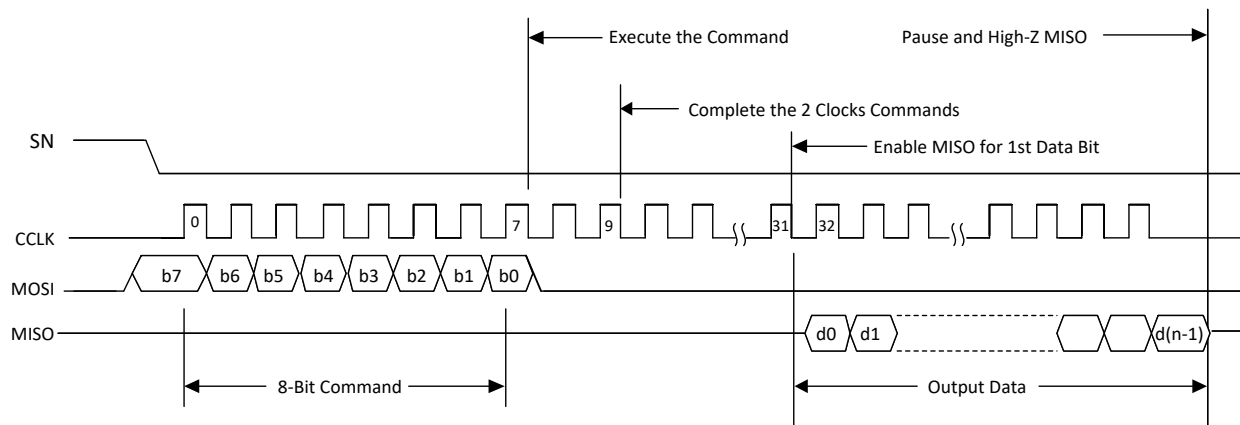 Execute the Command
Pause and High-Z MISO
Complete the 2 Clocks Commands
SN
Enable MISO for 1st Data Bit
CCLK
0
7
9
31
32
MOSI
b7
b6
b5
b4
b3
b2
b1
b0
MISO
d0
d1
d(n-1)
8-Bit Command
Output Data